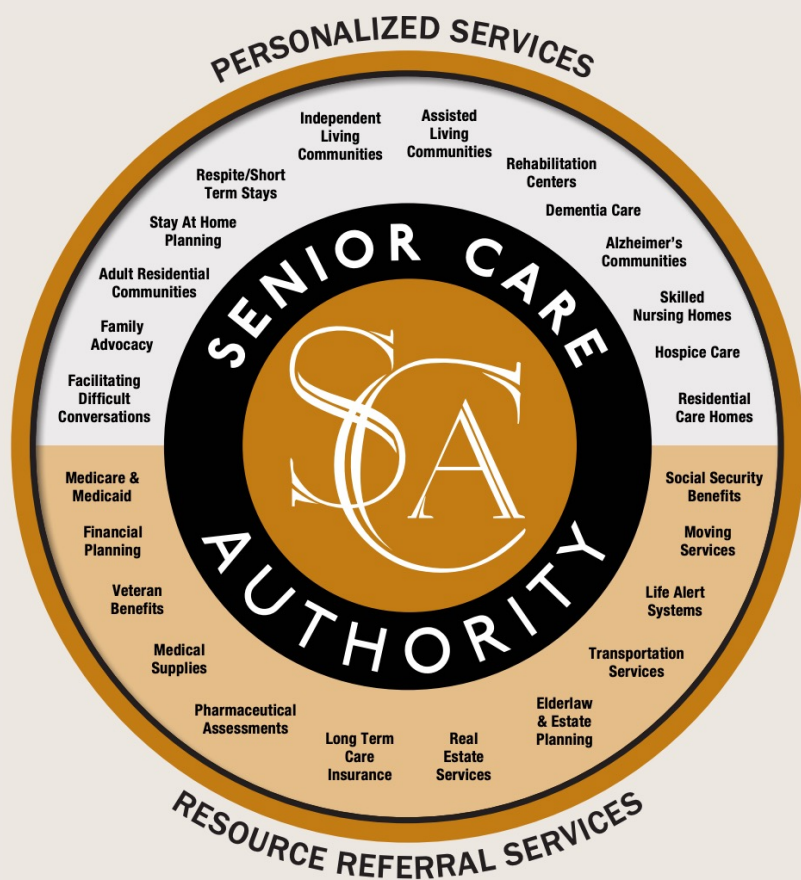 PERSONALIZED SERVICES
Independent
Living
Communities
Assisted
Living
Communities
Respite/Short
Term Stays
Rehabilitation
Centers
Stay At Home
Planning
Dementia Care
Adult Residential
Communities
Alzheimer's
Communities
Family
Advocacy
Skilled
Nursing Homes
Hospice Care
Facilitating
Difficult
Conversations
Residential
Care Homes
SENIOR CARE
SCA
AUTHORITY
Medicare &
Medicaid
Social Security
Benefits
Financial
Planning
Moving
Services
Veteran
Benefits
Life Alert
Systems
Medical
Supplies
Transportation
Services
Pharmaceutical
Assessments
Elderlaw
& Estate
Planning
Long Term
Care
Insurance
Real
Estate
Services
RESOURCE REFERRAL SERVICES